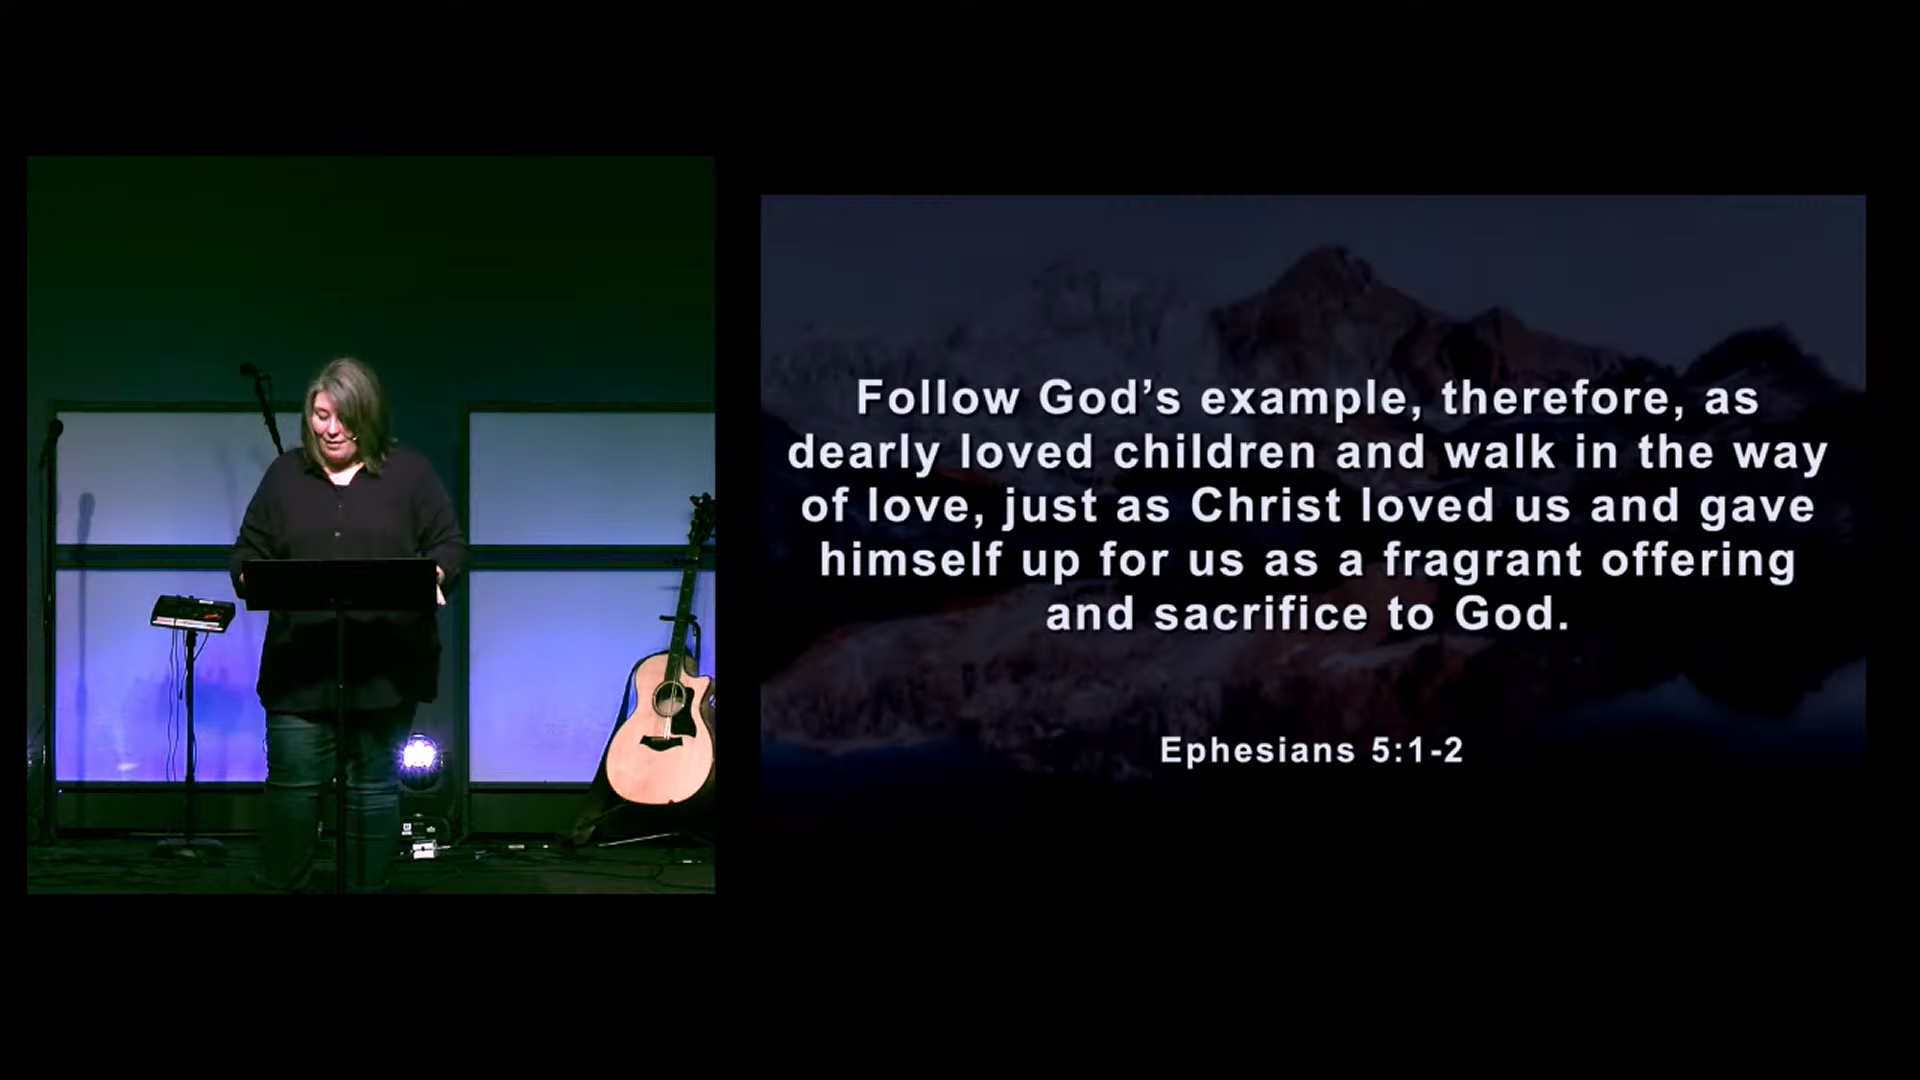 Follow God’s example, therefore, as
dearly loved children and walk in the way
of love, just as Christ loved us and gave
himself up for us as a fragrant offering
and sacrifice to God.
Ephesians 5:1-2